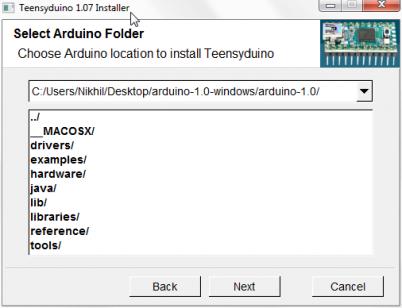 Teensyduino 1.07 Installer
Select Arduino Folder
Choose Arduino location to install Teensyduino
C:/Users/Nikhil/Desktop/arduino-1.0-windows/arduino-1.0/
../
__MACOSX/
drivers/
examples/
hardware/
java/
lib/
libraries/
reference/
tools/
Back Next Cancel